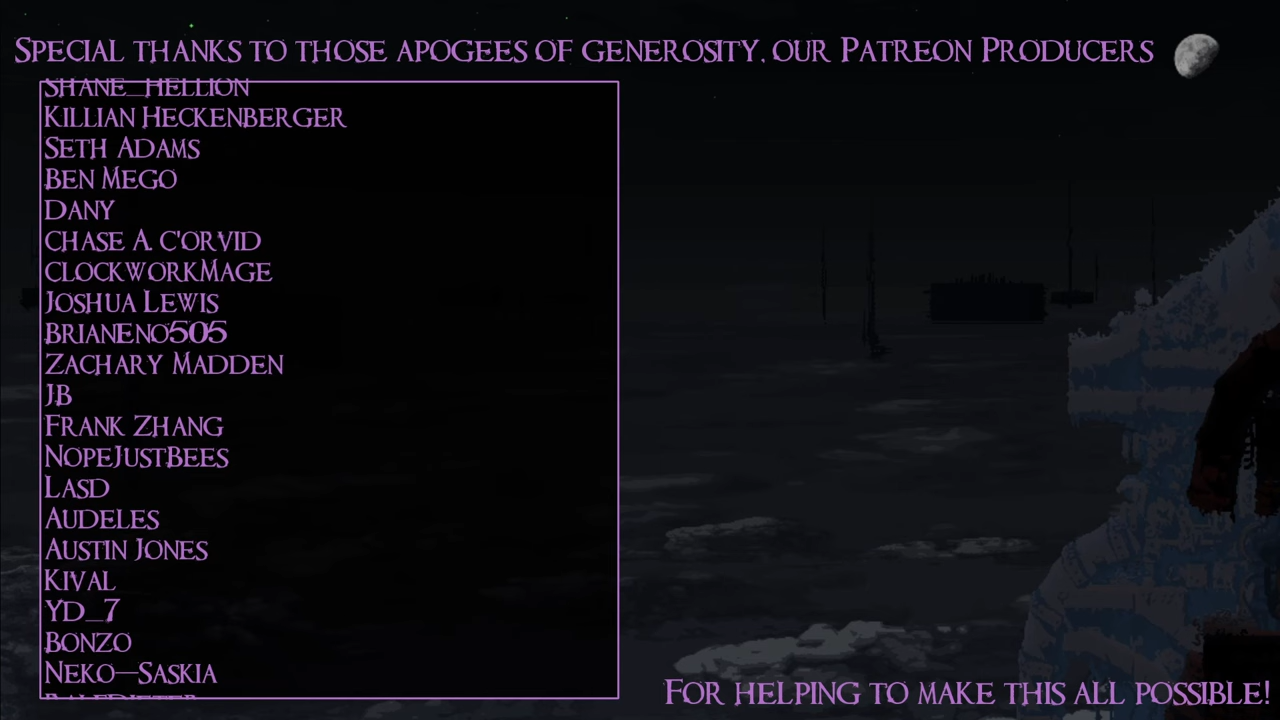 Special thanks to those apogees of generosity, our Patreon Producers
Shane_Hellion
Killian Heckenberger
Seth Adams
Ben Mego
Dany
Chase A. C'orvid
ClockworkMage
Joshua Lewis
Brianeno505
Zachary Madden
JB
Frank Zhang
NopeJustBees
Lasd
Audeles
Austin Jones
Kival
YD_7
Bonzo
Neko—Saskia
For helping to make this all possible!